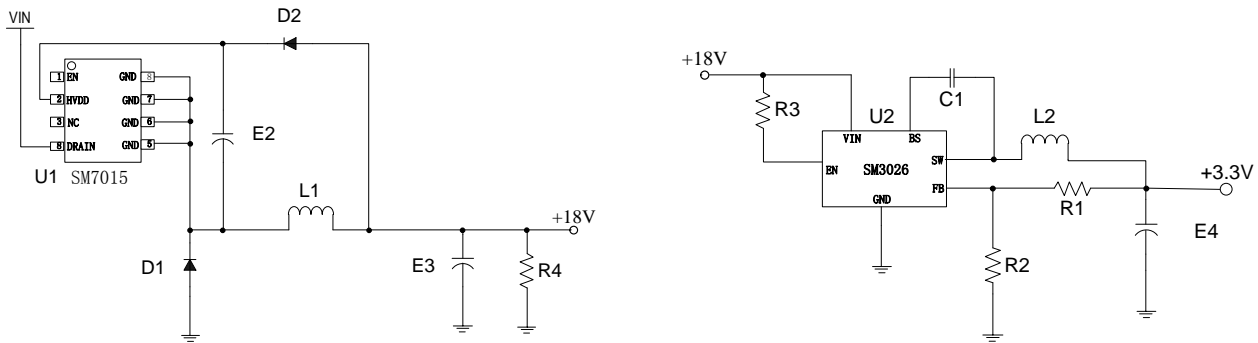 VIN
D2
1 EN GND 8
2 HVDD GND 7
3 NC GND 6
8 DRAIN GND 5
U1 SM7015
E2
L1
+18V
D1
E3
R4
+18V
R3
C1
U2
L2
VIN BS
SW
EN SM3026
FB
GND
+3.3V
R1
E4
R2